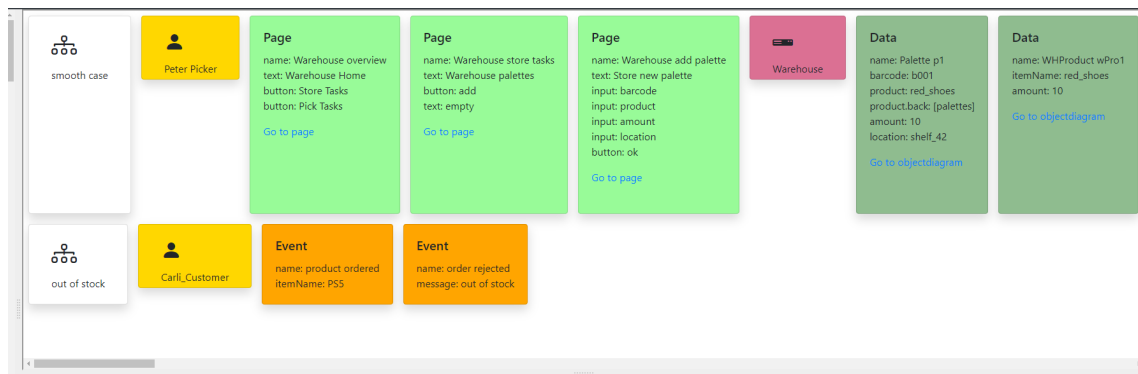 smooth case
Peter Picker
Page
name: Warehouse overview
text: Warehouse Home
button: Store Tasks
button: Pick Tasks
Go to page
Page
name: Warehouse store tasks
text: Warehouse palettes
button: add
text: empty
Go to page
Page
name: Warehouse add palette
text: Store new palette
input: barcode
input: product
input: amount
input: location
button: ok
Go to page
Warehouse
Data
name: Palette p1
barcode: b001
product: red_shoes
product.back: [palettes]
amount: 10
location: shelf_42
Go to objectdiagram
Data
name: WHProduct wPro1
itemName: red_shoes
amount: 10
Go to objectdiagram
out of stock
Carli_Customer
Event
name: product ordered
itemName: PS5
Event
name: order rejected
message: out of stock